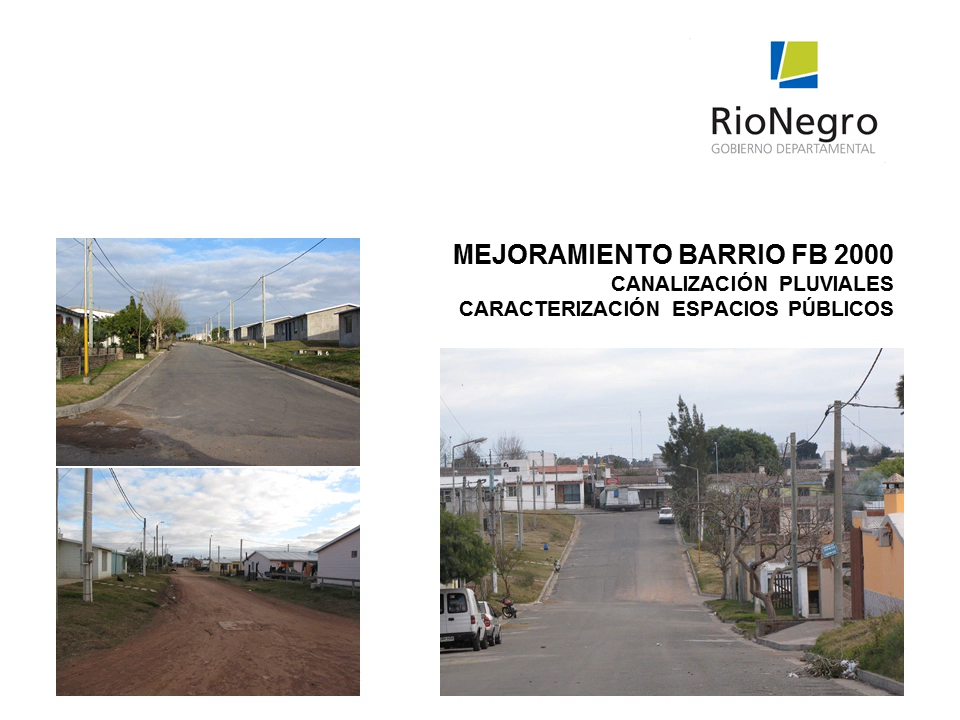 RioNegro
GOBIERNO DEPARTAMENTAL
MEJORAMIENTO BARRIO FB 2000
CANALIZACIÓN PLUVIALES
CARACTERIZACIÓN ESPACIOS PÚBLICOS